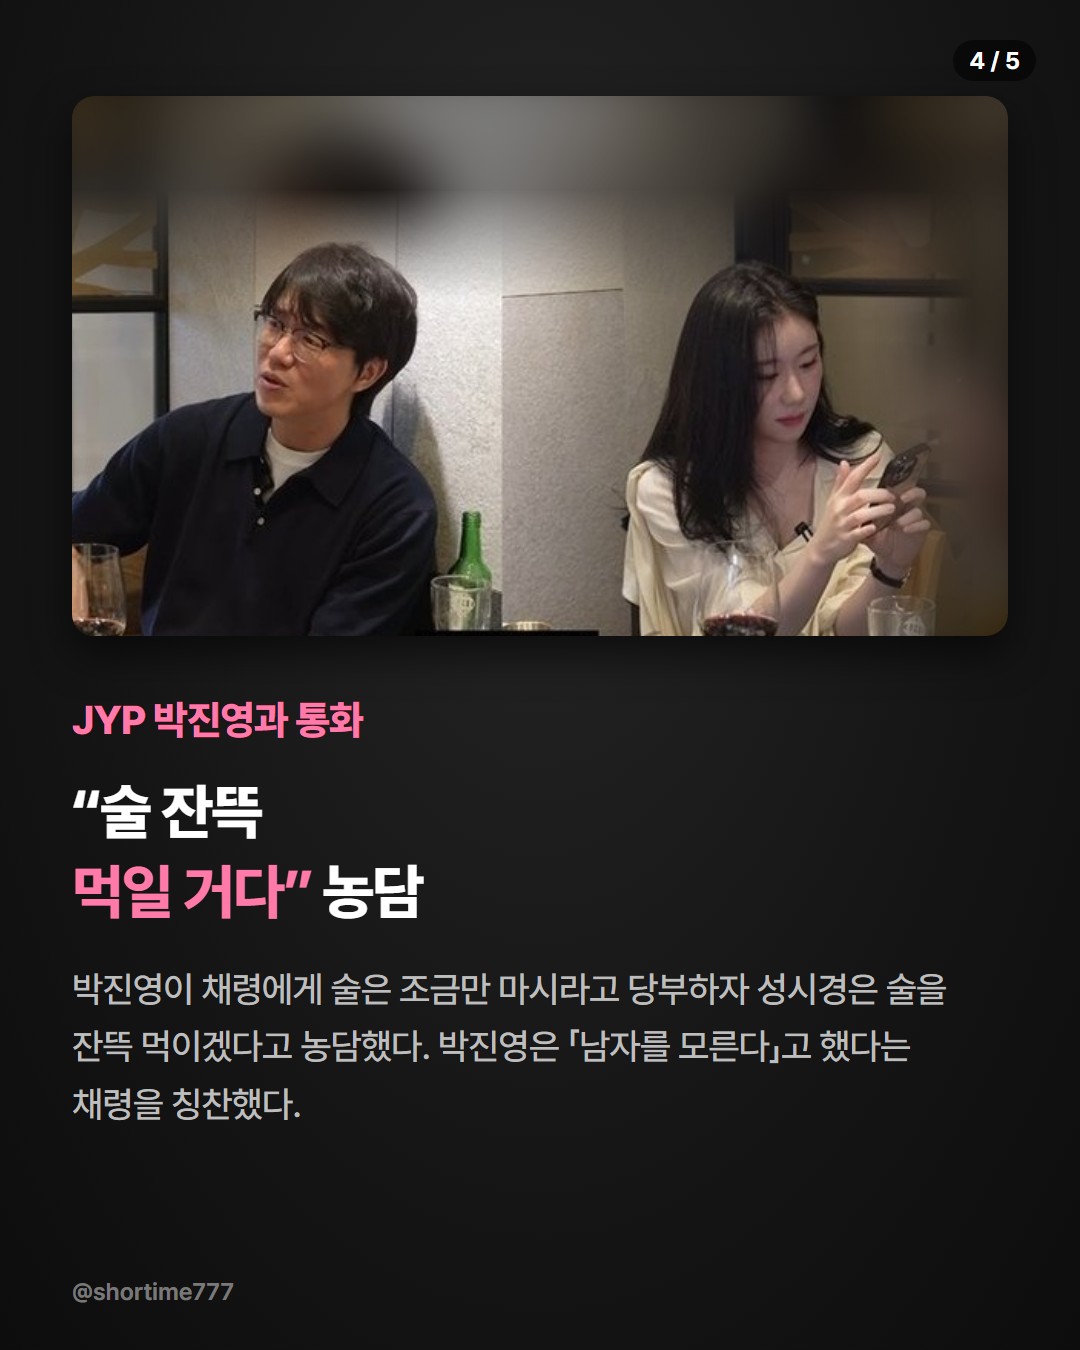 4 / 5
JYP 박진영과 통화
“술 잔뜩
먹일 거다” 농담
박진영이 채령에게 술은 조금만 마시라고 당부하자 성시경은 술을
잔뜩 먹이겠다고 농담했다. 박진영은 「남자를 모른다」고 했다는
채령을 칭찬했다.
@shortime777